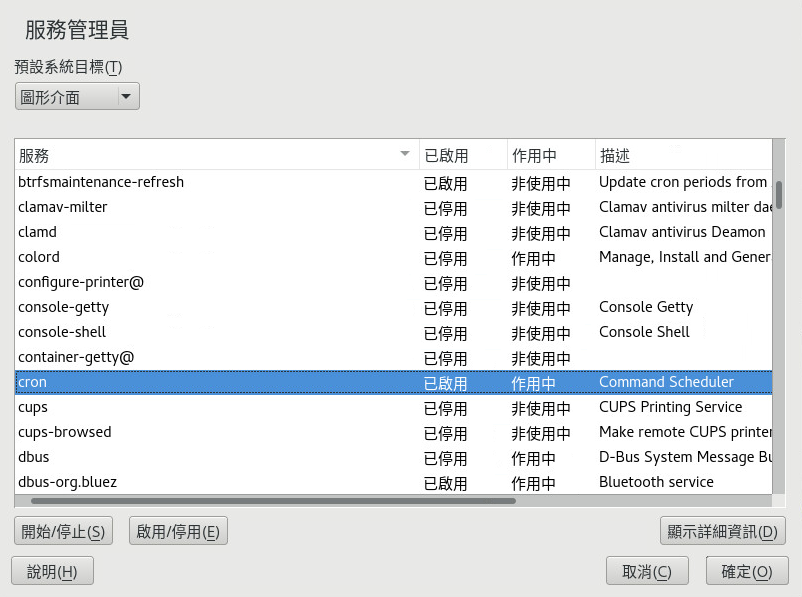 服務管理員
預設系統目標(T)
圖形介面
服務 已啟用 作用中 描述
btrfsmaintenance-refresh 已啟用 非使用中 Update cron periods from
clamav-milter 已停用 非使用中 Clamav antivirus milter dae
clamd 已停用 非使用中 Clamav antivirus Deamon
colord 已停用 作用中 Manage, Install and Genera
configure-printer@ 已停用 非使用中
console-getty 已停用 非使用中 Console Getty
console-shell 已停用 非使用中 Console Shell
container-getty@ 已停用 非使用中
cron 已啟用 作用中 Command Scheduler
cups 已停用 非使用中 CUPS Printing Service
cups-browsed 已停用 非使用中 Make remote CUPS printer
dbus 已停用 作用中 D-Bus System Message Bu
dbus-org.bluez 已啟用 作用中 Bluetooth service
開始/停止(S) 啟用/停用(E) 顯示詳細資訊(D)
說明(H) 取消(C) 確定(O)